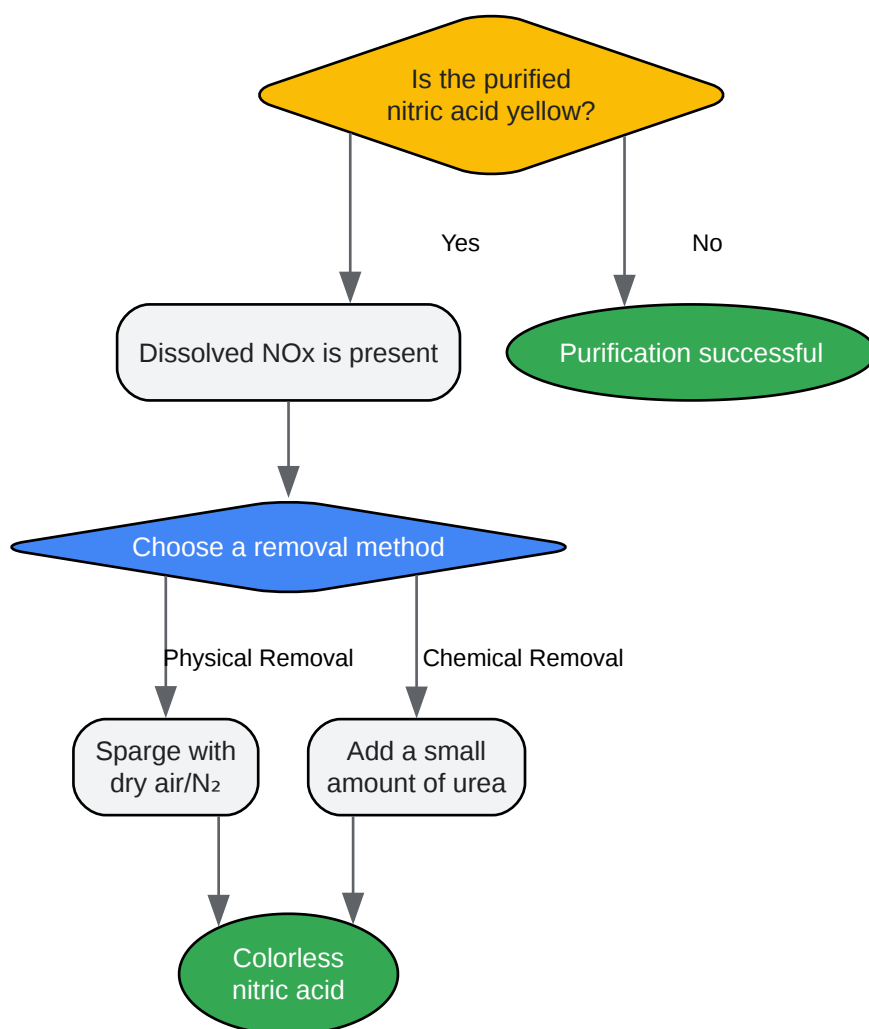 Is the purified
nitric acid yellow?
Yes
No
Dissolved NOx is present
Purification successful
Choose a removal method
Physical Removal
Chemical Removal
Sparge with
dry air/N₂
Add a small
amount of urea
Colorless
nitric acid